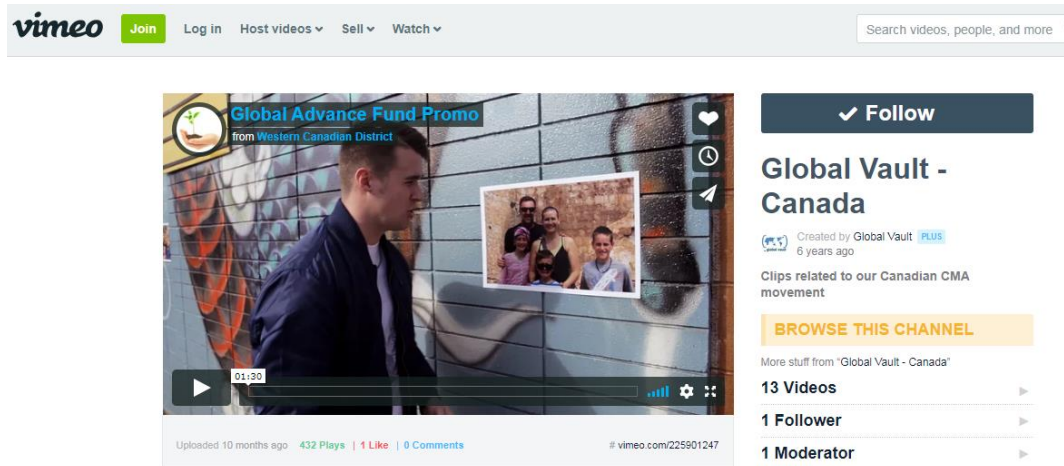 vimeo Join Log in Host videos Sell Watch Search videos, people, and more
Global Advance Fund Promo
from Western Canadian District
01:30
Uploaded 10 months ago 432 Plays | 1 Like | 0 Comments # vimeo.com/225901247
Follow
Global Vault -
Canada
Created by Global Vault PLUS
6 years ago
Clips related to our Canadian CMA
movement
BROWSE THIS CHANNEL
More stuff from “Global Vault - Canada”
13 Videos
1 Follower
1 Moderator